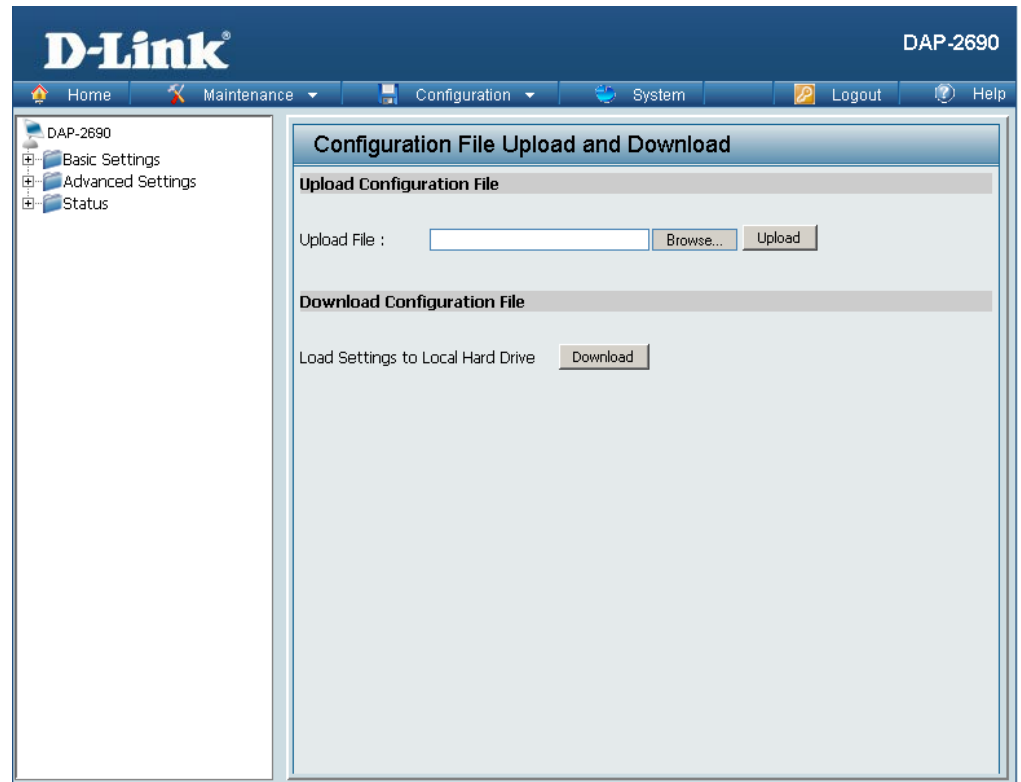 D-Link®
DAP-2690
Home Maintenance Configuration System Logout Help
DAP-2690
Basic Settings
Advanced Settings
Status
Configuration File Upload and Download
Upload Configuration File
Upload File : Browse... Upload
Download Configuration File
Load Settings to Local Hard Drive Download